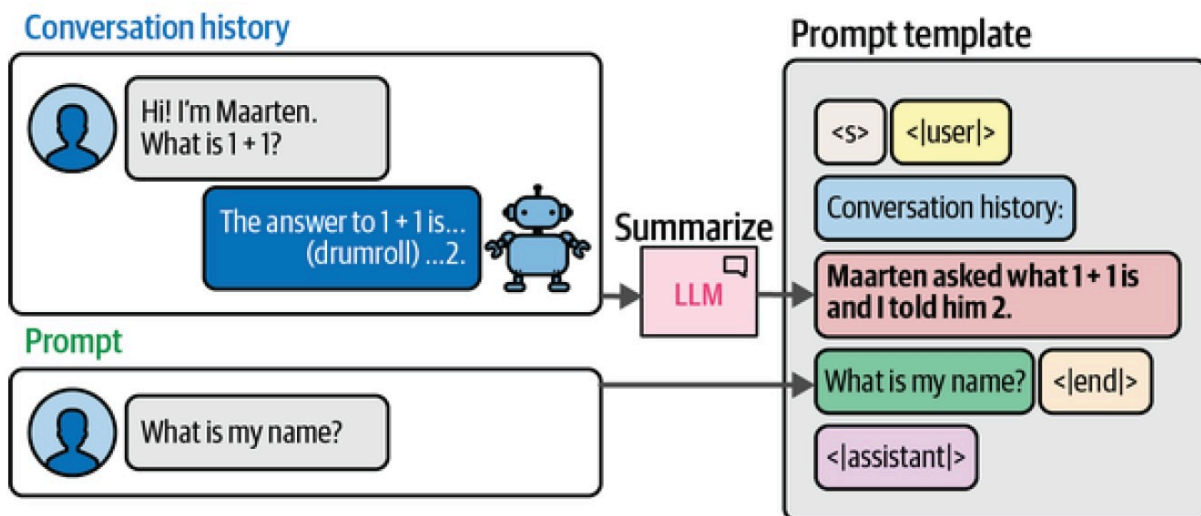 Conversation history
Hi! I'm Maarten.
What is 1 + 1?
The answer to 1 + 1 is...
(drumroll) ...2.
Prompt
What is my name?
Summarize
LLM
Prompt template
<s> <|user|>
Conversation history:
Maarten asked what 1 + 1 is
and I told him 2.
What is my name? <|end|>
<|assistant|>